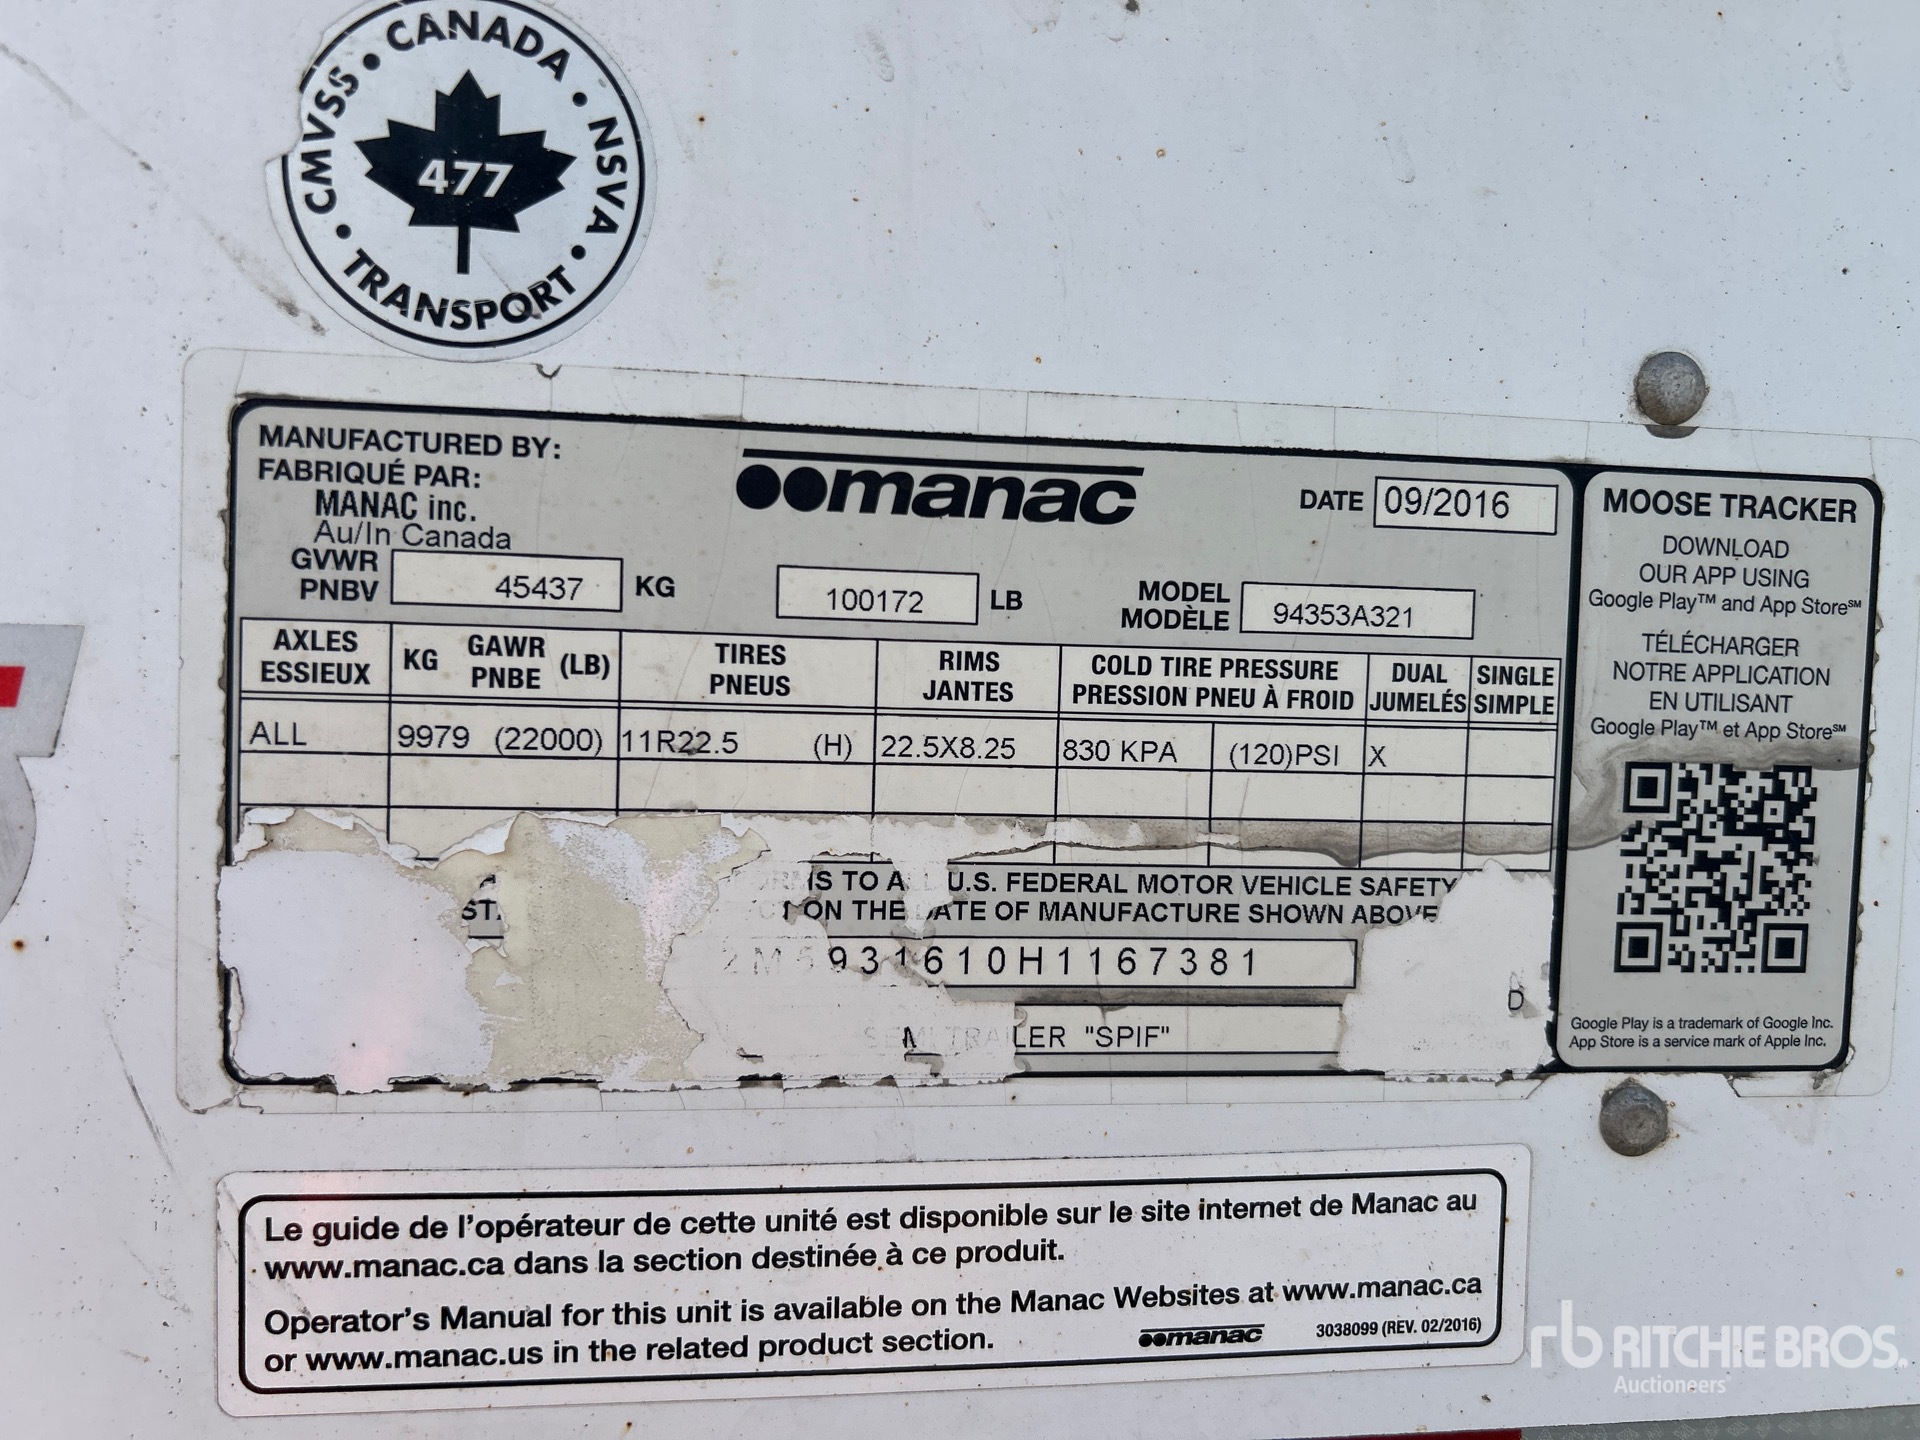 CMVSS • CANADA • NSVA • TRANSPORT •
477
MANUFACTURED BY:
FABRIQUÉ PAR:
MANAC inc.
Au/In Canada
manac
DATE 09/2016
GVWR
PNBV
45437 KG
100172 LB
MODEL
MODÈLE
94353A321
AXLES
ESSIEUX
KG GAWR (LB)
PNBE
TIRES
PNEUS
RIMS
JANTES
COLD TIRE PRESSURE
PRESSION PNEU À FROID
DUAL
JUMELÉS
SINGLE
SIMPLE
ALL 9979 (22000) 11R22.5 (H) 22.5X8.25 830 KPA (120)PSI X
TO U.S. FEDERAL MOTOR VEHICLE SAFETY
ON THE DATE OF MANUFACTURE SHOWN ABOVE
2M5931610H1167381
SEMI TRAILER "SPIF"
MOOSE TRACKER
DOWNLOAD
OUR APP USING
Google Play™ and App Store℠
TÉLÉCHARGER
NOTRE APPLICATION
EN UTILISANT
Google Play™ et App Store℠
Google Play is a trademark of Google Inc.
App Store is a service mark of Apple Inc.
Le guide de l'opérateur de cette unité est disponible sur le site internet de Manac au
www.manac.ca dans la section destinée à ce produit.
Operator's Manual for this unit is available on the Manac Websites at www.manac.ca
or www.manac.us in the related product section.
manac 3038099 (REV. 02/2016)
rb RITCHIE BROS.
Auctioneers